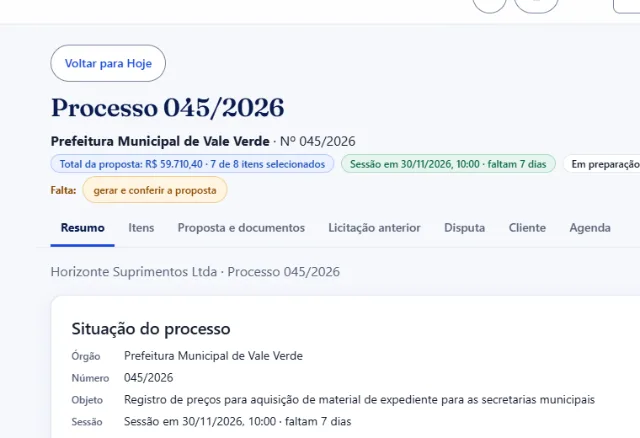 Voltar para Hoje
Processo 045/2026
Prefeitura Municipal de Vale Verde · Nº 045/2026
Total da proposta: R$ 59.710,40 · 7 de 8 itens selecionados Sessão em 30/11/2026, 10:00 · faltam 7 dias Em preparação
Falta: gerar e conferir a proposta
Resumo Itens Proposta e documentos Licitação anterior Disputa Cliente Agenda
Horizonte Suprimentos Ltda · Processo 045/2026
Situação do processo
Órgão Prefeitura Municipal de Vale Verde
Número 045/2026
Objeto Registro de preços para aquisição de material de expediente para as secretarias municipais
Sessão Sessão em 30/11/2026, 10:00 · faltam 7 dias